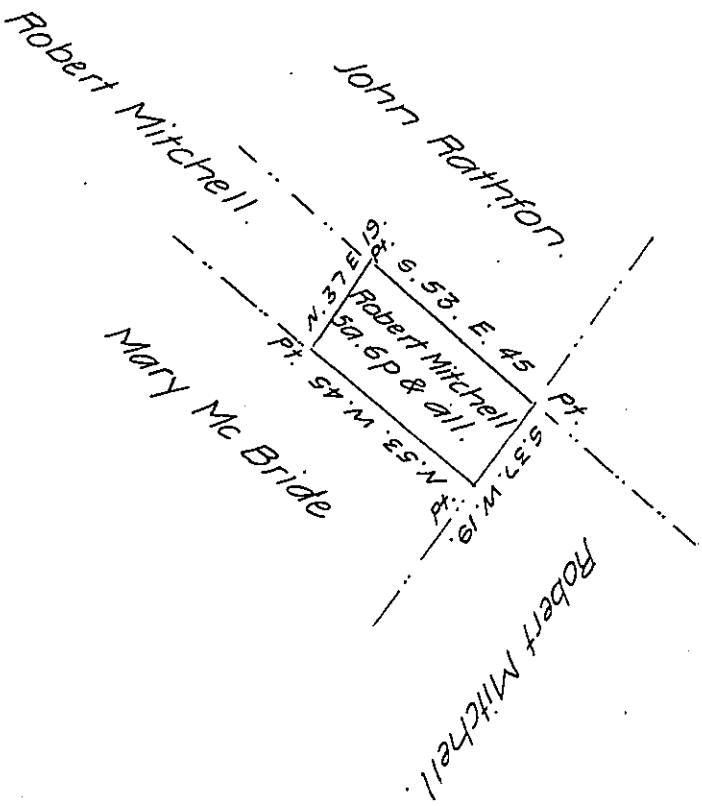 Robert Mitchell.
John Rathfon.
N. 37 E 19.
Pt.
S. 53. E. 45
Robert Mitchell
5a. 6p & all.
Pt.
Pt.
N. 53. W. 45
S. 37. W. 19.
Pt.
Mary Mc Bride
Robert Mitchell.